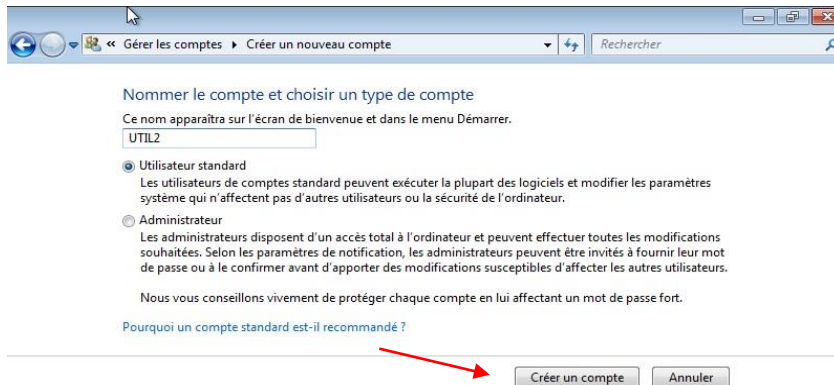 « Gérer les comptes ▸ Créer un nouveau compte Rechercher
Nommer le compte et choisir un type de compte
Ce nom apparaîtra sur l'écran de bienvenue et dans le menu Démarrer.
UTIL2
Utilisateur standard
Les utilisateurs de comptes standard peuvent exécuter la plupart des logiciels et modifier les paramètres
système qui n'affectent pas d'autres utilisateurs ou la sécurité de l'ordinateur.
Administrateur
Les administrateurs disposent d'un accès total à l'ordinateur et peuvent effectuer toutes les modifications
souhaitées. Selon les paramètres de notification, les administrateurs peuvent être invités à fournir leur mot
de passe ou à le confirmer avant d'apporter des modifications susceptibles d'affecter les autres utilisateurs.
Nous vous conseillons vivement de protéger chaque compte en lui affectant un mot de passe fort.
Pourquoi un compte standard est-il recommandé ?
Créer un compte Annuler